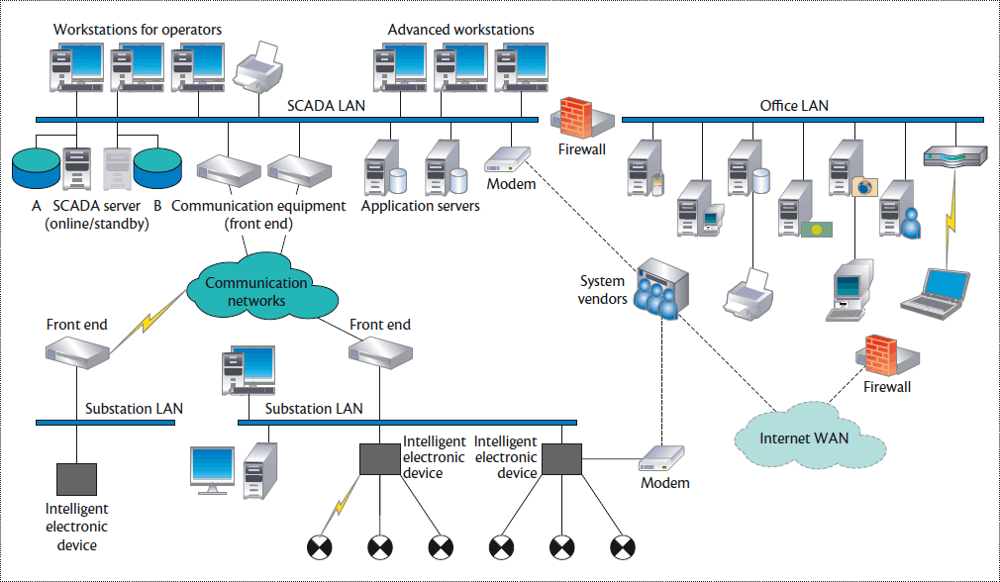 Workstations for operators
Advanced workstations
SCADA LAN
Office LAN
Firewall
Modem
A SCADA server B
(online/standby)
Communication equipment
(front end)
Application servers
System
vendors
Communication
networks
Front end
Front end
Firewall
Substation LAN
Substation LAN
Internet WAN
Intelligent
electronic
device
Intelligent
electronic
device
Modem
Intelligent
electronic
device